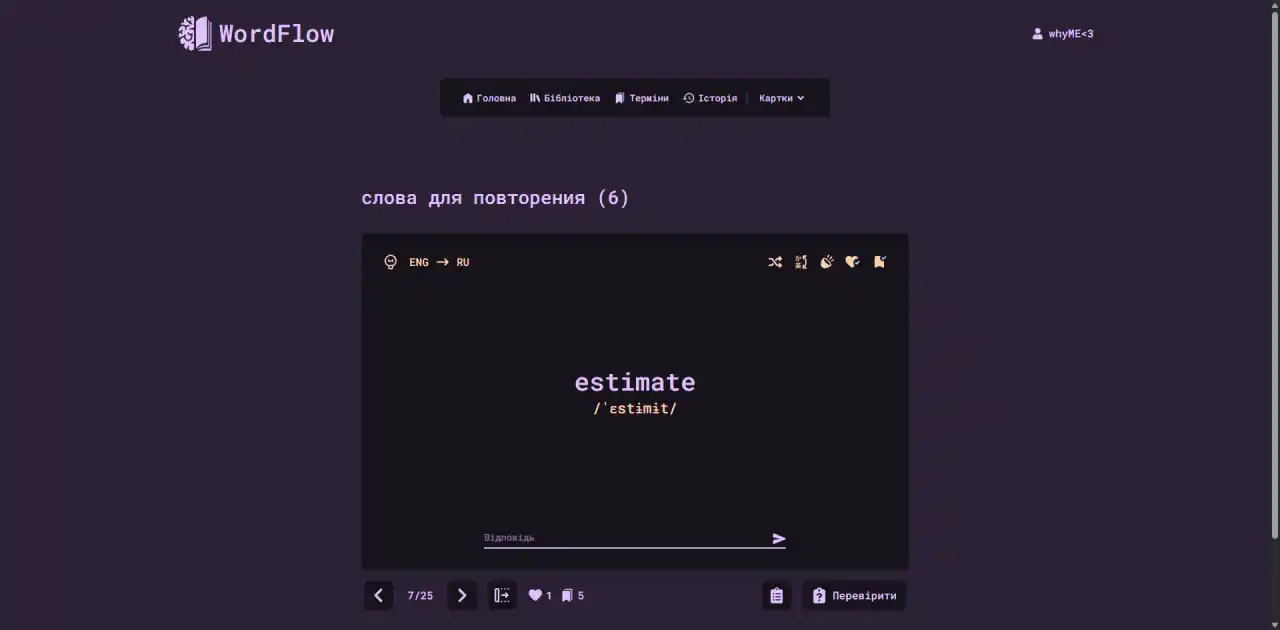 WordFlow
whyME<3
Головна Бібліотека Терміни Історія Картки
слова для повторения (6)
ENG → RU
estimate
/ˈɛstɨmɨt/
Відповідь
7/25 1 5 Перевірити